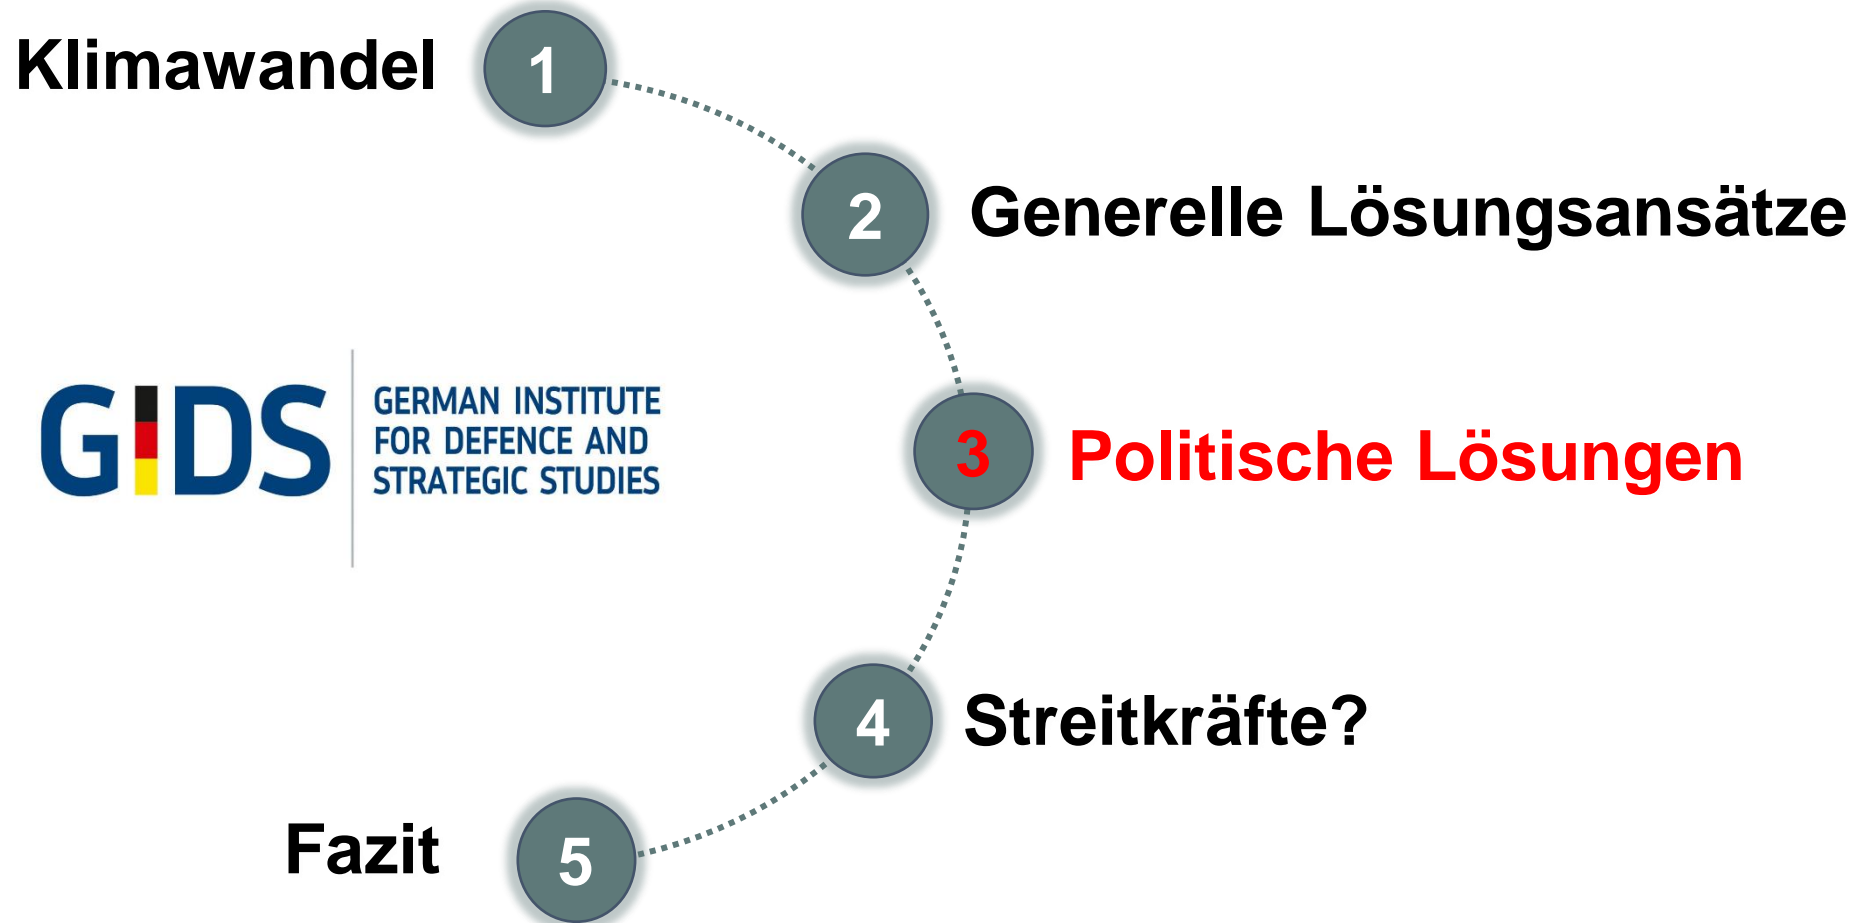 Klimawandel 1
2 Generelle Lösungsansätze
GIDS
GERMAN INSTITUTE
FOR DEFENCE AND
STRATEGIC STUDIES
3 Politische Lösungen
4 Streitkräfte?
Fazit 5